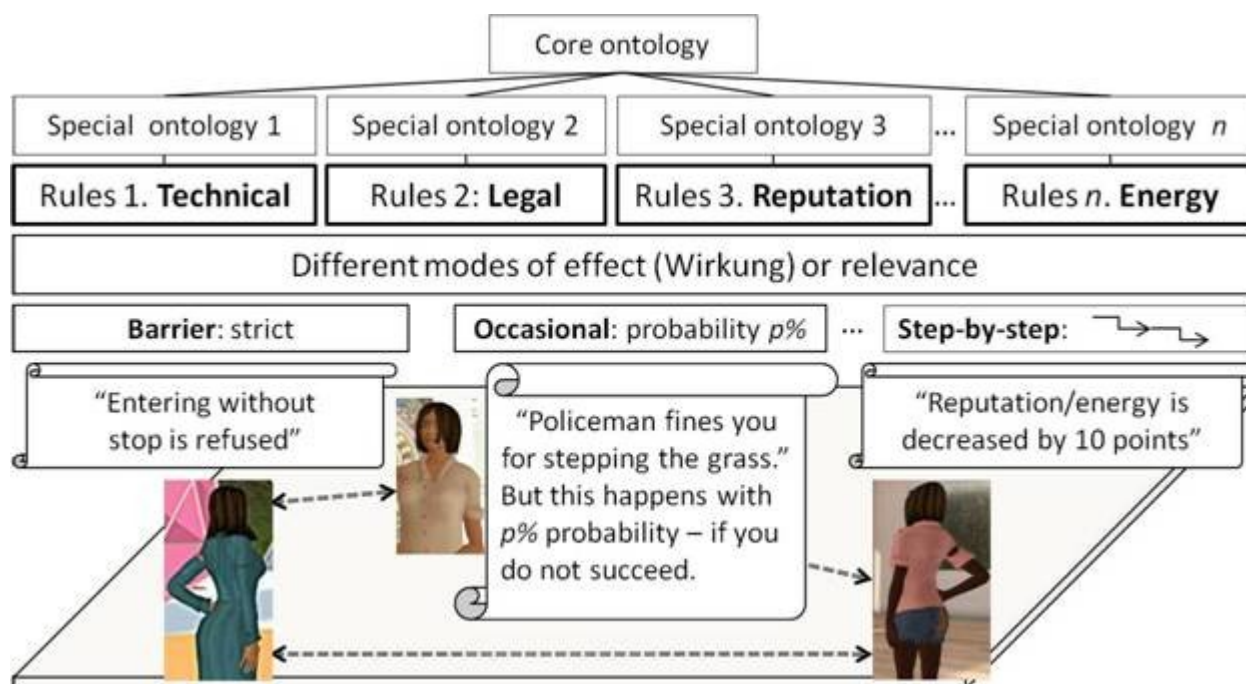 Core ontology
Special ontology 1
Special ontology 2
Special ontology 3
...
Special ontology n
Rules 1. Technical
Rules 2: Legal
Rules 3. Reputation
...
Rules n. Energy
Different modes of effect (Wirkung) or relevance
Barrier: strict
Occasional: probability p%
...
Step-by-step:
“Entering without
stop is refused”
“Policeman fines you
for stepping the grass.”
But this happens with
p% probability – if you
do not succeed.
“Reputation/energy is
decreased by 10 points”